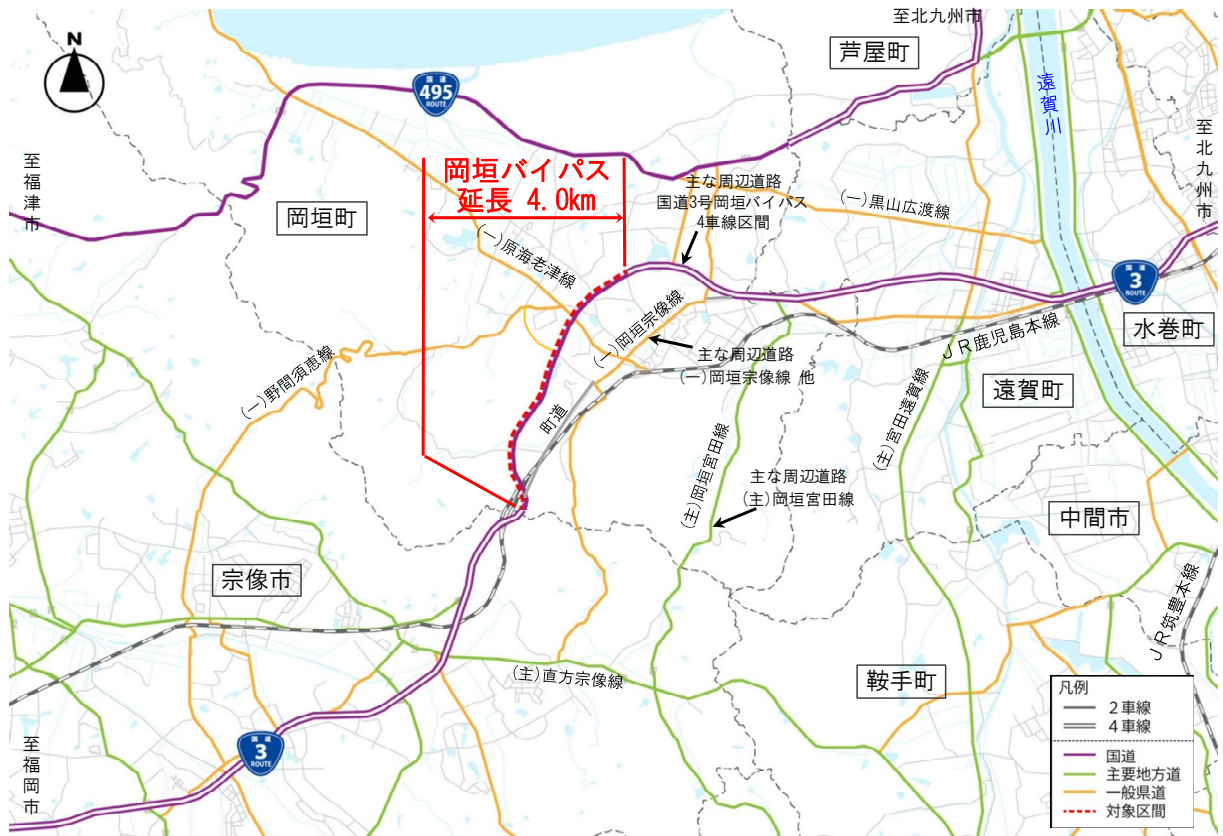 至北九州市
芦屋町
N
国道
495
ROUTE
遠賀川
至北九州市
至福津市
岡垣バイパス
延長 4.0km
主な周辺道路
国道3号岡垣バイパス
4車線区間
(一)黒山広渡線
岡垣町
(一)原海老津線
国道
3
ROUTE
水巻町
(一)岡垣宗像線
JR鹿児島本線
主な周辺道路
(一)岡垣宗像線 他
(一)野間須恵線
遠賀町
町道
(主)宮田遠賀線
(主)岡垣宮田線
主な周辺道路
(主)岡垣宮田線
中間市
宗像市
JR筑豊本線
(主)直方宗像線
鞍手町
至福岡市
国道
3
ROUTE
凡例
2車線
4車線
国道
主要地方道
一般県道
対象区間